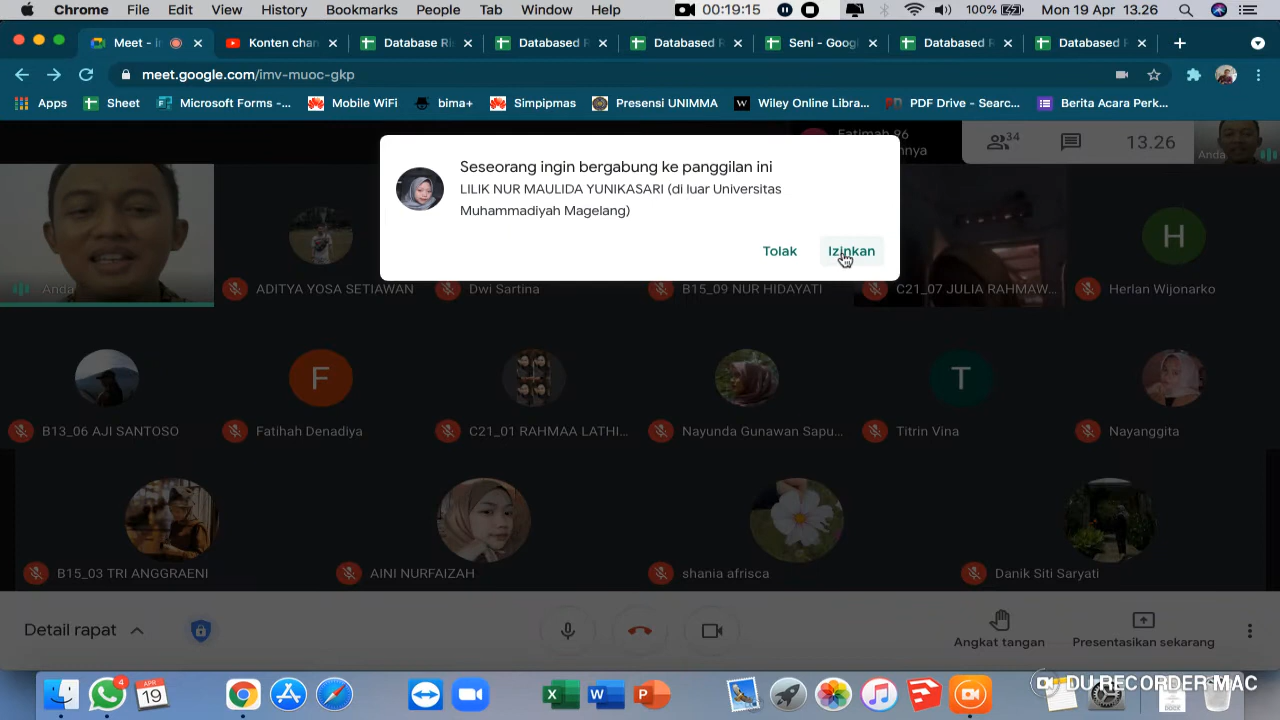 Chrome File Edit View History Bookmarks People Tab Window Help 00:19:15 100% Mon 19 Apr 13.26
Meet - Konten chan Database Ri Databased R Databased R Seni - Googl Databased R Databased R
meet.google.com/imv-muoc-gkp
Apps Sheet Microsoft Forms -... Mobile WiFi bima+ Simpipmas Presensi UNIMMA W Wiley Online Libra... PDF Drive - Searc... Berita Acara Perk...
Fatimah 96
34 13.26
Anda
Seseorang ingin bergabung ke panggilan ini
LILIK NUR MAULIDA YUNIKASARI (di luar Universitas
Muhammadiyah Magelang)
Tolak Izinkan
H
Anda ADITYA YOSA SETIAWAN Dwi Sartina B15_09 NUR HIDAYATI C21_07 JULIA RAHMAW... Herlan Wijonarko
F T
B13_06 AJI SANTOSO Fatihah Denadiya C21_01 RAHMAA LATHI... Nayunda Gunawan Sapu... Titrin Vina Nayanggita
B15_03 TRI ANGGRAENI AINI NURFAIZAH shania afrisca Danik Siti Saryati
Detail rapat Angkat tangan Presentasikan sekarang
4
APR
19
X W P
DU RECORDER MAC